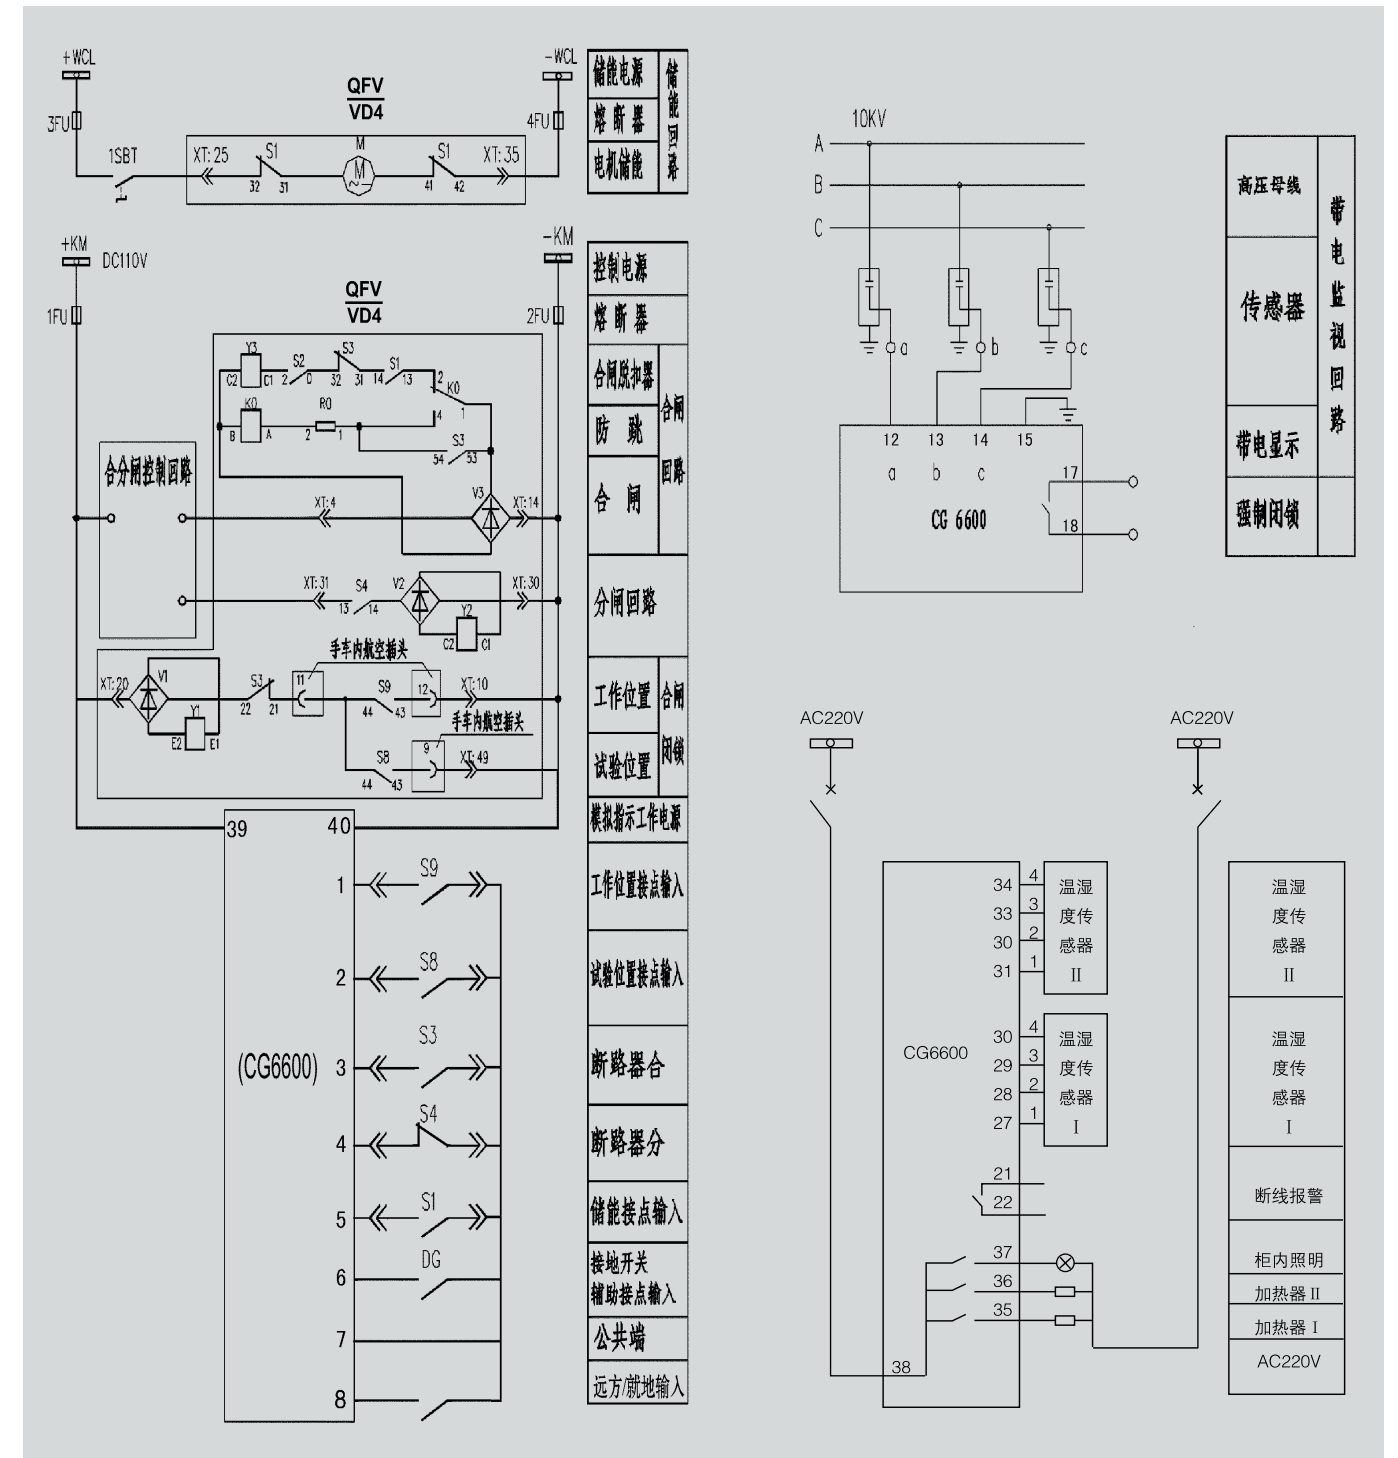 +WCL
-WCL
QFV
VD4
3FU
4FU
1SBT
XT:25
S1
M
M
S1
XT:35
32
31
41
42
储能电源
熔断器
电机储能
储能回路
+KM
DC110V
-KM
QFV
VD4
1FU
2FU
Y3
S2
S3
S1
C2
C1
2
D
32
31
14
13
2
K0
1
4
K0
R0
B
A
2
1
S3
54
53
合分闸控制回路
XT:4
V3
XT:14
XT:31
S4
V2
XT:30
13
14
Y2
C2
C1
手车内航空插头
XT:20
V1
S3
11
S9
12
XT:10
22
21
44
43
Y1
E2
E1
手车内航空插头
S8
9
XT:49
44
43
控制电源
熔断器
合闸脱扣器
防跳
合闸
合闸回路
分闸回路
工作位置
试验位置
合闸闭锁
模拟指示工作电源
工作位置接点输入
试验位置接点输入
断路器合
断路器分
储能接点输入
接地开关
辅助接点输入
公共端
远方/就地输入
39
40
(CG6600)
1
S9
2
S8
3
S3
4
S4
5
S1
6
DG
7
8
10KV
A
B
C
a
b
c
12
13
14
15
a
b
c
17
18
CG 6600
高压母线
传感器
带电显示
强制闭锁
带电监视回路
AC220V
AC220V
CG6600
34
4
33
3
30
2
31
1
温湿
度传
感器
II
30
4
29
3
28
2
27
1
温湿
度传
感器
I
21
22
37
36
35
38
温湿
度传
感器
II
温湿
度传
感器
I
断线报警
柜内照明
加热器 II
加热器 I
AC220V